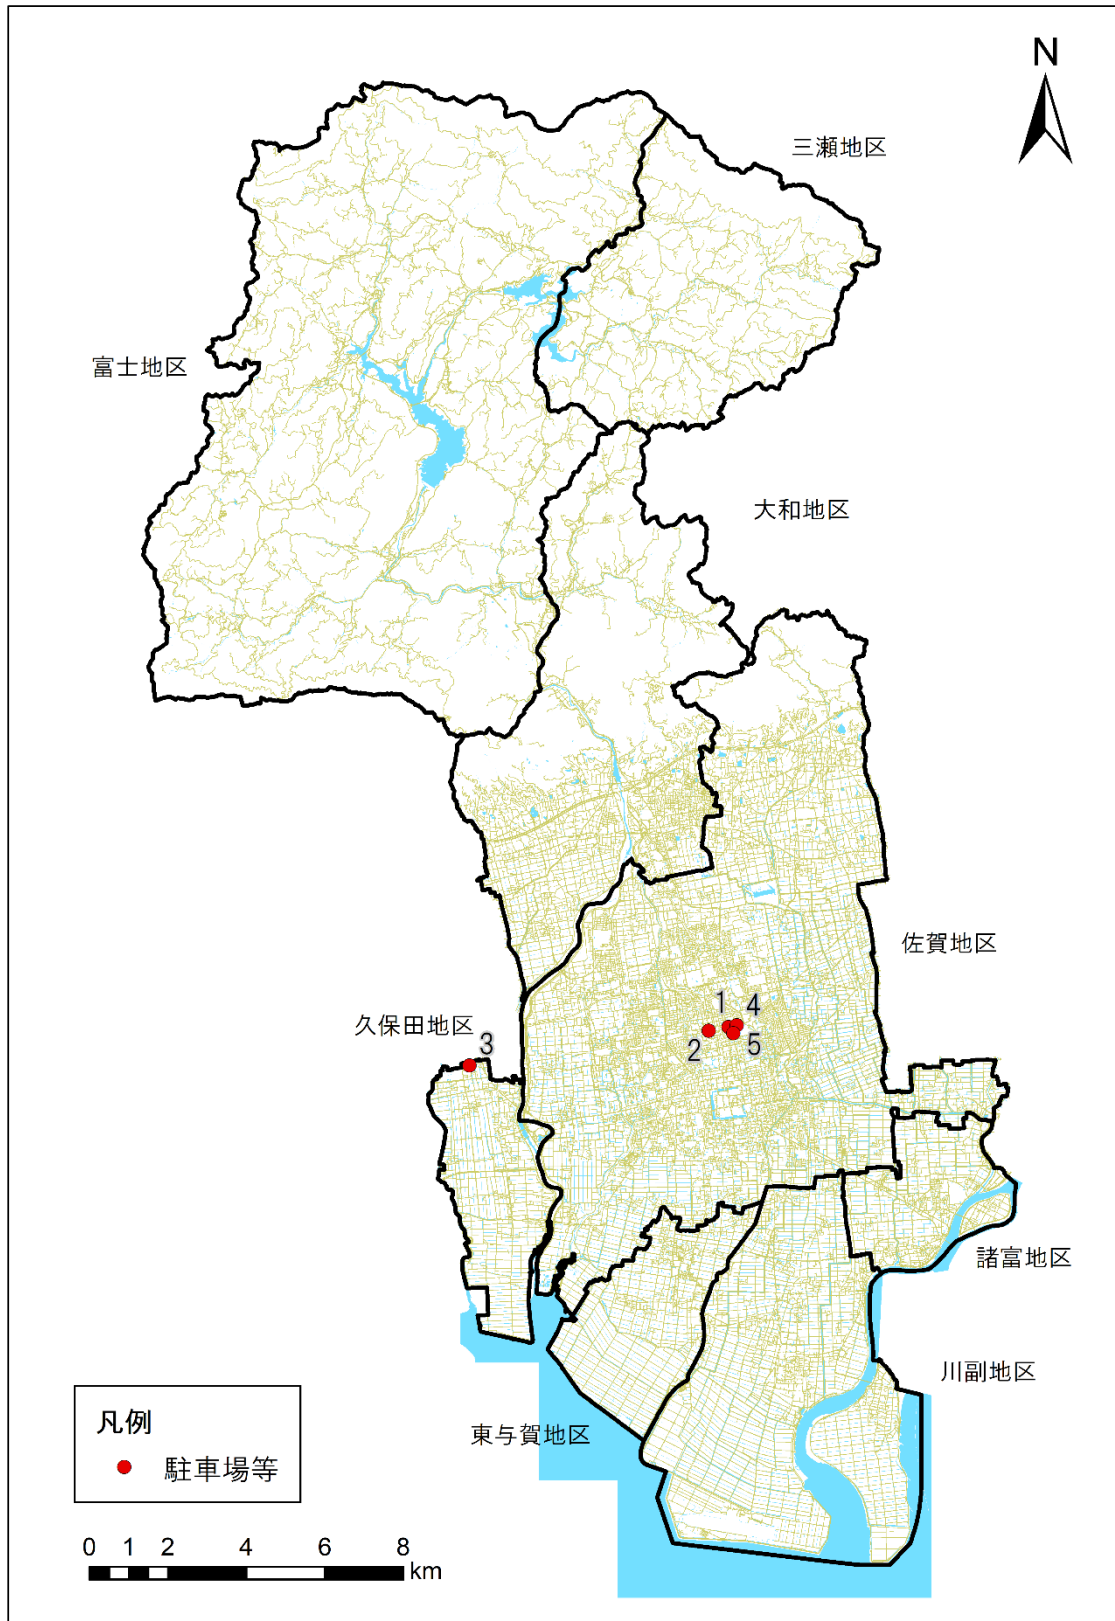 N
三瀬地区
富士地区
大和地区
佐賀地区
久保田地区
1
4
2
5
3
諸富地区
川副地区
東与賀地区
凡例
駐車場等
0 1 2 4 6 8
km